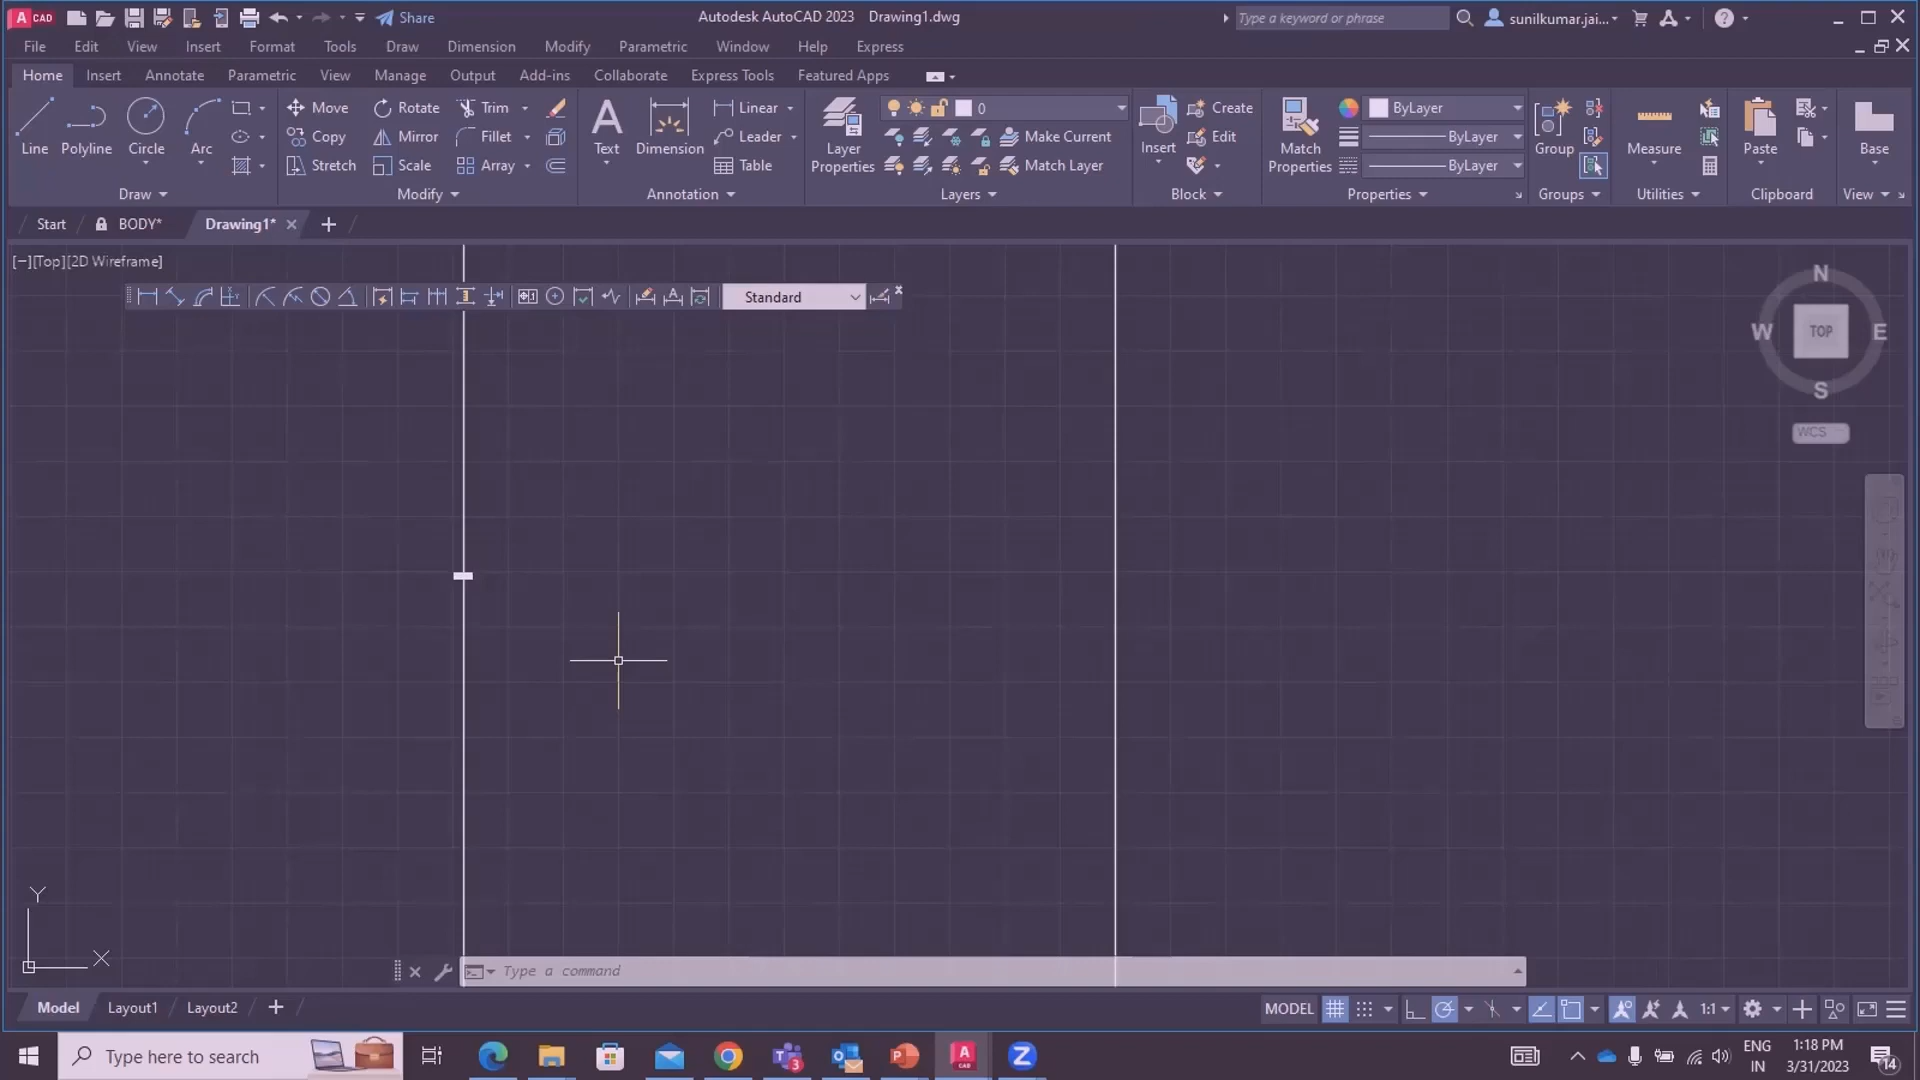 A CAD Share Autodesk AutoCAD 2023 Drawing1.dwg Type a keyword or phrase sunilkumar.jai...
File Edit View Insert Format Tools Draw Dimension Modify Parametric Window Help Express
Home Insert Annotate Parametric View Manage Output Add-ins Collaborate Express Tools Featured Apps
Line Polyline Circle Arc
Move Rotate Trim
Copy Mirror Fillet
Stretch Scale Array
Text Dimension
Linear
Leader
Table
Layer
Properties
0
Make Current
Match Layer
Insert
Create
Edit
Match
Properties
ByLayer
ByLayer
ByLayer
Group
Measure
Paste
Base
Draw Modify Annotation Layers Block Properties Groups Utilities Clipboard View
Start BODY* Drawing1*
[−][Top][2D Wireframe]
Standard
N
W TOP E
S
WCS
Y
X
Type a command
Model Layout1 Layout2 MODEL 1:1
Type here to search
3
A
CAD
Z
ENG
IN
1:18 PM
3/31/2023
14